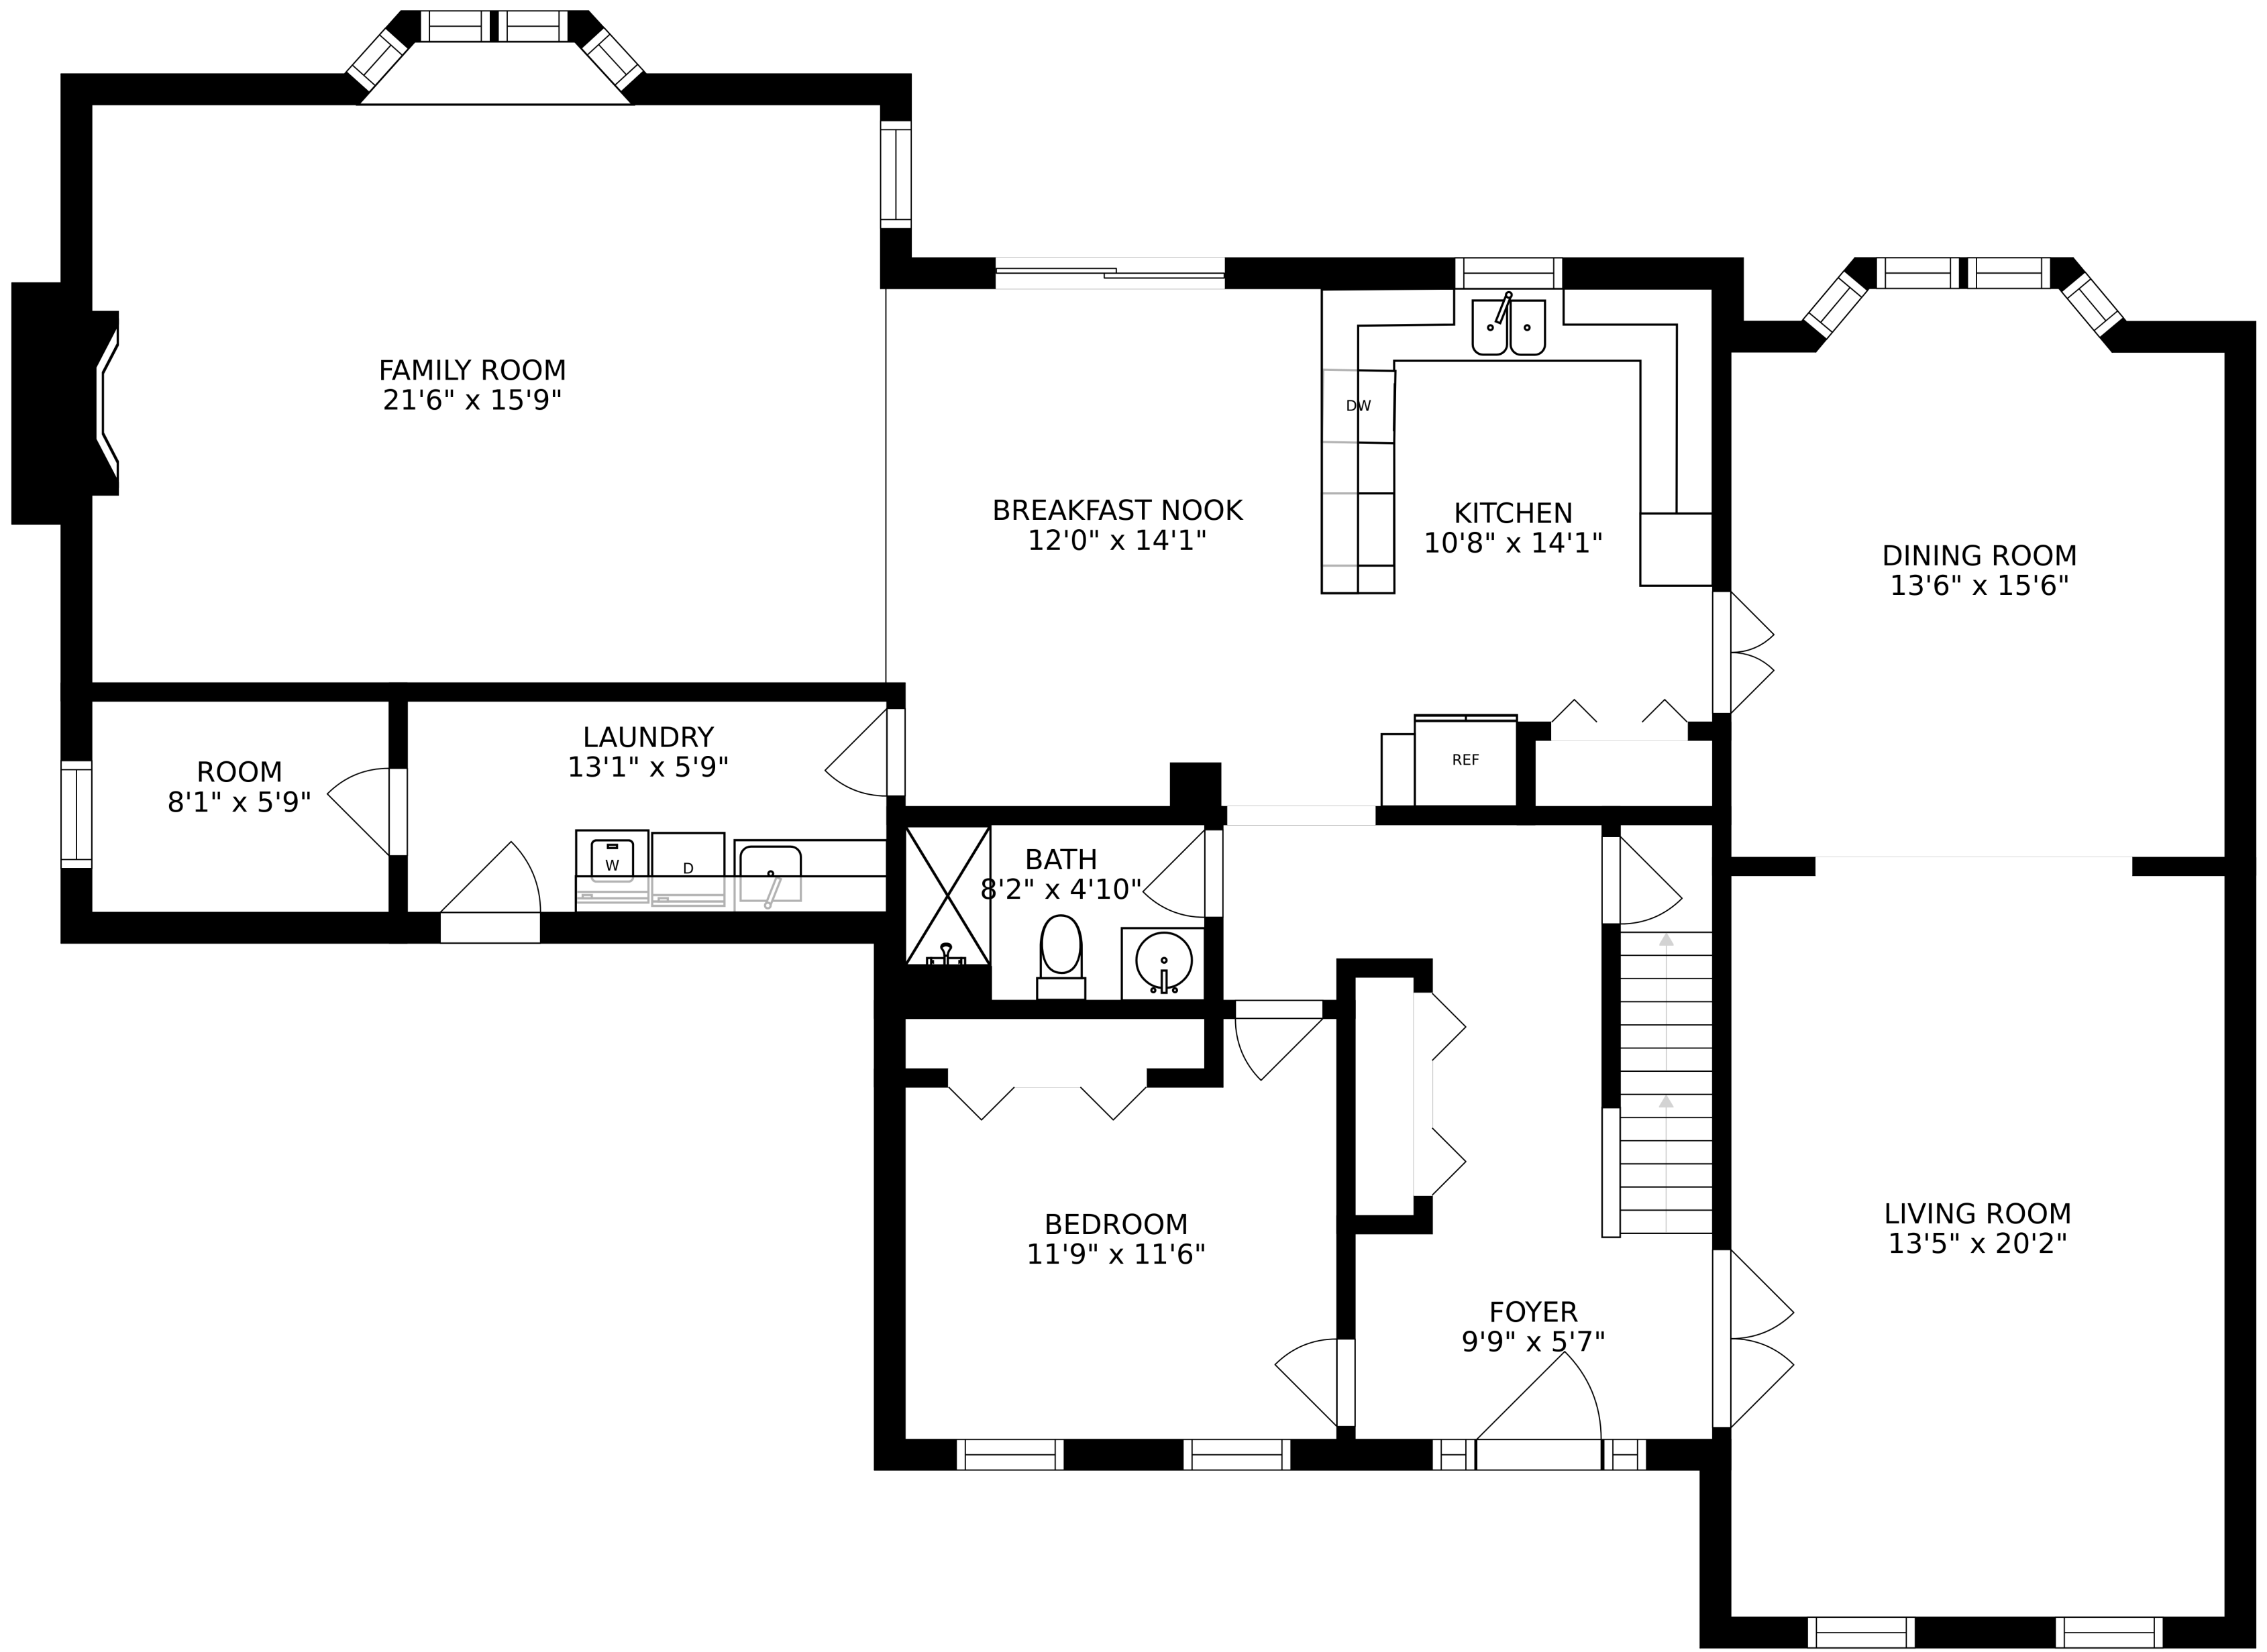 FAMILY ROOM
21'6" x 15'9"
BREAKFAST NOOK
12'0" x 14'1"
DW
KITCHEN
10'8" x 14'1"
DINING ROOM
13'6" x 15'6"
ROOM
8'1" x 5'9"
LAUNDRY
13'1" x 5'9"
W
D
REF
BATH
8'2" x 4'10"
BEDROOM
11'9" x 11'6"
FOYER
9'9" x 5'7"
LIVING ROOM
13'5" x 20'2"